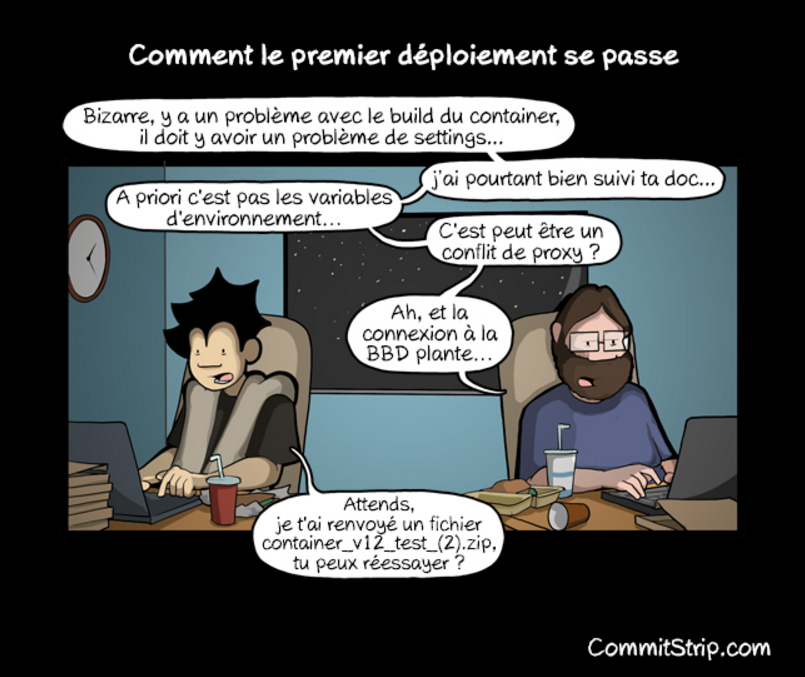 Comment le premier déploiement se passe
Bizarre, y a un problème avec le build du container,
il doit y avoir un problème de settings...
j'ai pourtant bien suivi ta doc...
A priori c'est pas les variables
d'environnement...
C'est peut être un
conflit de proxy ?
Ah, et la
connexion à la
BBD plante...
Attends,
je t'ai renvoyé un fichier
container_v12_test_(2).zip,
tu peux réessayer ?
CommitStrip.com